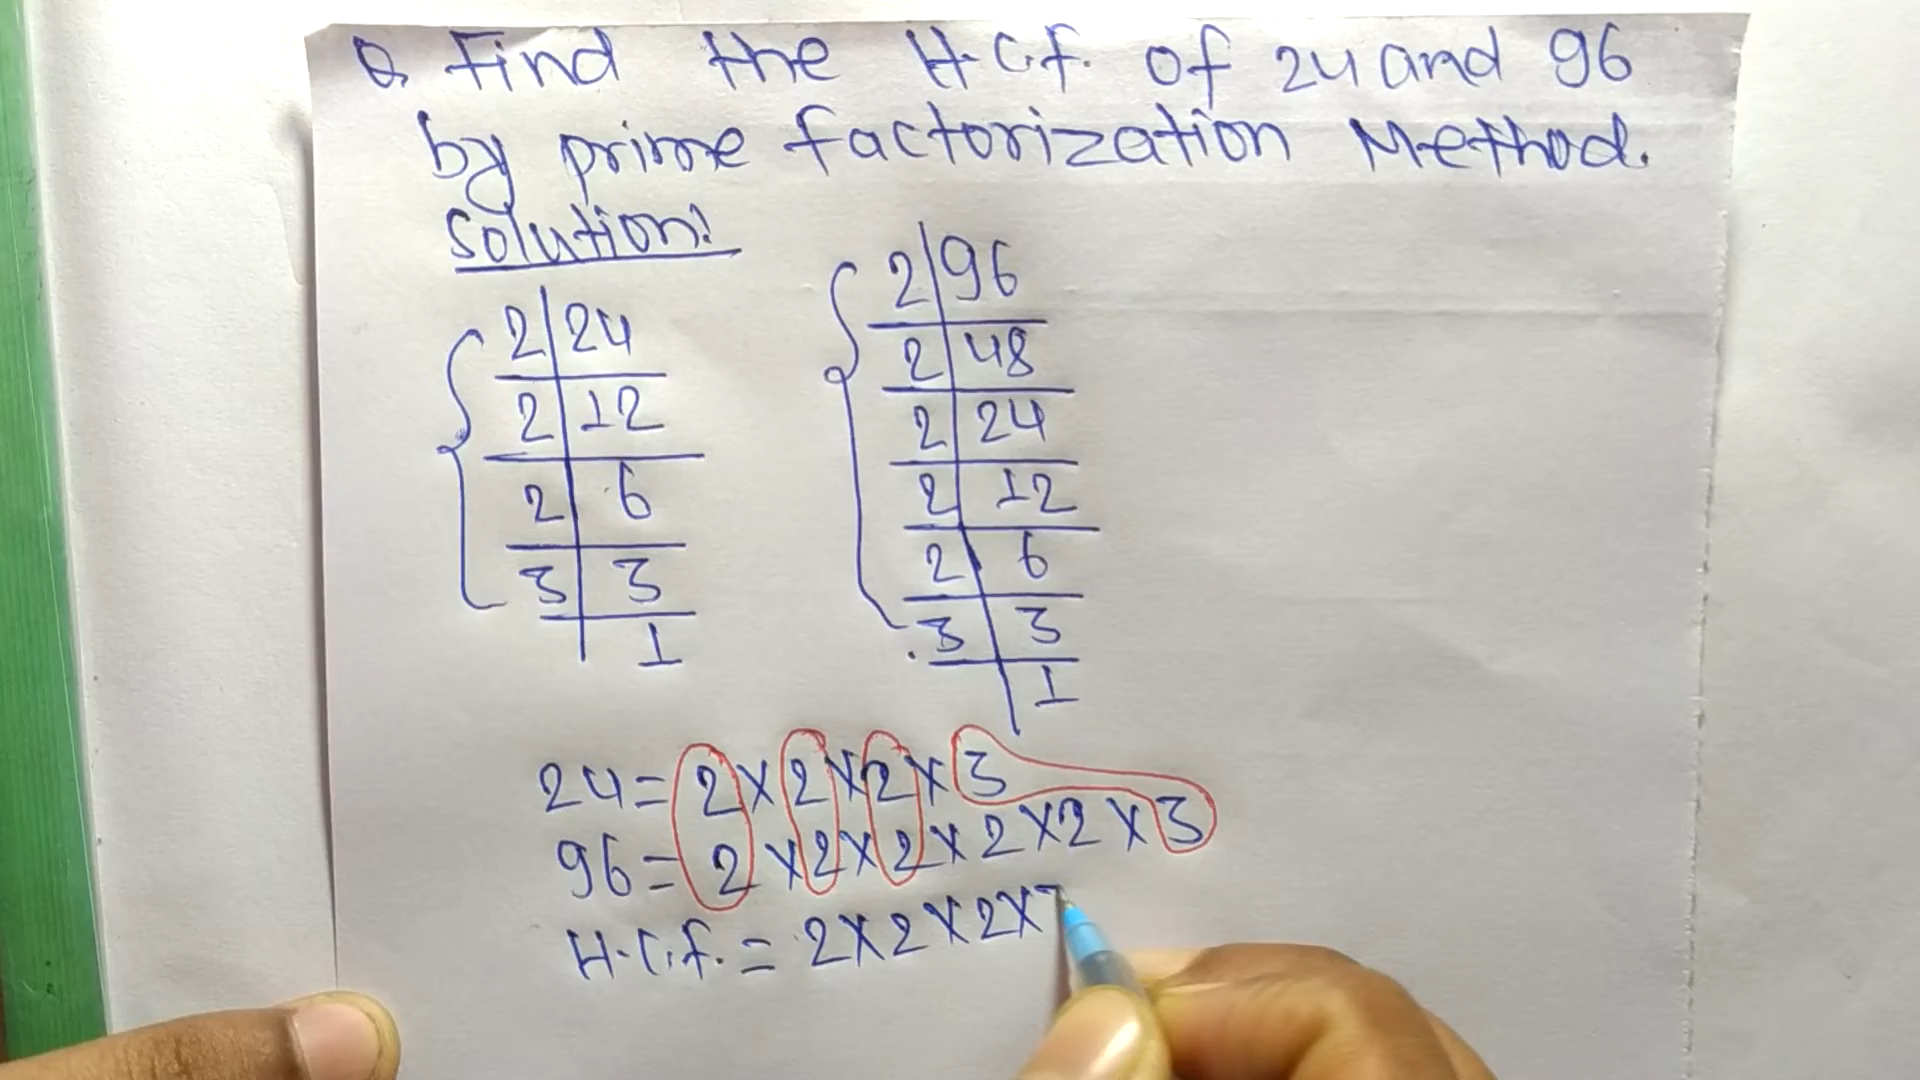 Q. Find the H.C.f. of 24 and 96
by prime factorization Method.
Solution:
2 | 24
2 | 12
2 | 6
3 | 3
1
2 | 96
2 | 48
2 | 24
2 | 12
2 | 6
3 | 3
1
24 = 2 × 2 × 2 × 3
96 = 2 × 2 × 2 × 2 × 2 × 3
H.C.f. = 2 × 2 × 2 ×